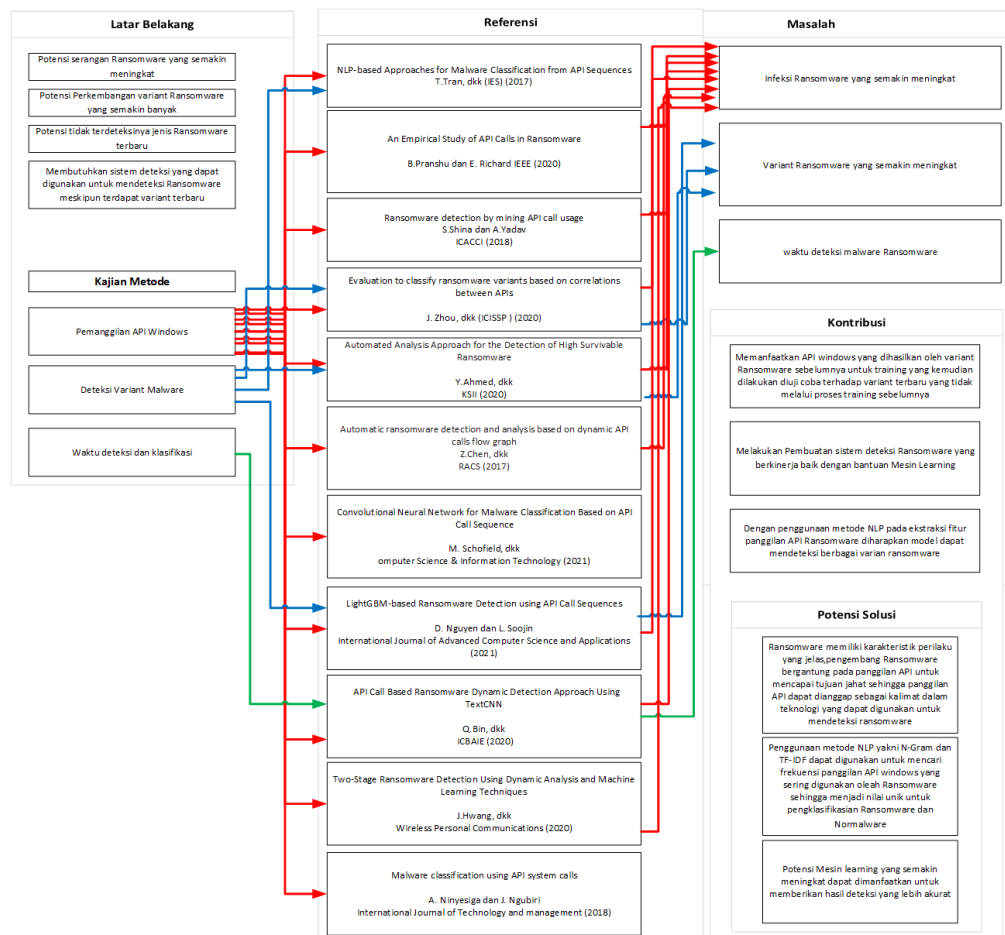 Latar Belakang
Potensi serangan Ransomware yang semakin
meningkat
Potensi Perkembangan variant Ransomware
yang semakin banyak
Potensi tidak terdeteksinya jenis Ransomware
terbaru
Membutuhkan sistem deteksi yang dapat
digunakan untuk mendeteksi Ransomware
meskipun terdapat variant terbaru
Kajian Metode
Pemanggilan API Windows
Deteksi Variant Malware
Waktu deteksi dan klasifikasi
Referensi
NLP-based Approaches for Malware Classification from API Sequences
T.Tran, dkk (IES) (2017)
An Empirical Study of API Calls in Ransomware
B.Pranshu dan E. Richard IEEE (2020)
Ransomware detection by mining API call usage
S.Shina dan A.Yadav
ICACCI (2018)
Evaluation to classify ransomware variants based on correlations
between APIs
J. Zhou, dkk (ICISSP ) (2020)
Automated Analysis Approach for the Detection of High Survivable
Ransomware
Y.Ahmed, dkk
KSII (2020)
Automatic ransomware detection and analysis based on dynamic API
calls flow graph
Z.Chen, dkk
RACS (2017)
Convolutional Neural Network for Malware Classification Based on API
Call Sequence
M. Schofield, dkk
omputer Science & Information Technology (2021)
LightGBM-based Ransomware Detection using API Call Sequences
D. Nguyen dan L. Soojin
International Journal of Advanced Computer Science and Applications
(2021)
API Call Based Ransomware Dynamic Detection Approach Using
TextCNN
Q.Bin, dkk
ICBAIE (2020)
Two-Stage Ransomware Detection Using Dynamic Analysis and Machine
Learning Techniques
J.Hwang, dkk
Wireless Personal Communications (2020)
Malware classification using API system calls
A. Ninyesiga dan J. Ngubiri
International Journal of Technology and management (2018)
Masalah
Infeksi Ransomware yang semakin meningkat
Variant Ransomware yang semakin meningkat
waktu deteksi malware Ransomware
Kontribusi
Memanfaatkan API windows yang dihasilkan oleh variant
Ransomware sebelumnya untuk training yang kemudian
dilakukan diuji coba terhadap variant terbaru yang tidak
melalui proses training sebelumnya
Melakukan Pembuatan sistem deteksi Ransomware yang
berkinerja baik dengan bantuan Mesin Learning
Dengan penggunaan metode NLP pada ekstraksi fitur
panggilan API Ransomware diharapkan model dapat
mendeteksi berbagai varian ransomware
Potensi Solusi
Ransomware memiliki karakteristik perilaku
yang jelas,pengembang Ransomware
bergantung pada panggilan API untuk
mencapai tujuan jahat sehingga panggilan
API dapat dianggap sebagai kalimat dalam
teknologi yang dapat digunakan untuk
mendeteksi ransomware
Penggunaan metode NLP yakni N-Gram dan
TF-IDF dapat digunakan untuk mencari
frekuensi panggilan API windows yang
sering digunakan oleah Ransomware
sehingga menjadi nilai unik untuk
pengklasifikasian Ransomware dan
Normalware
Potensi Mesin learning yang semakin
meningkat dapat dimanfaatkan untuk
memberikan hasil deteksi yang lebih akurat